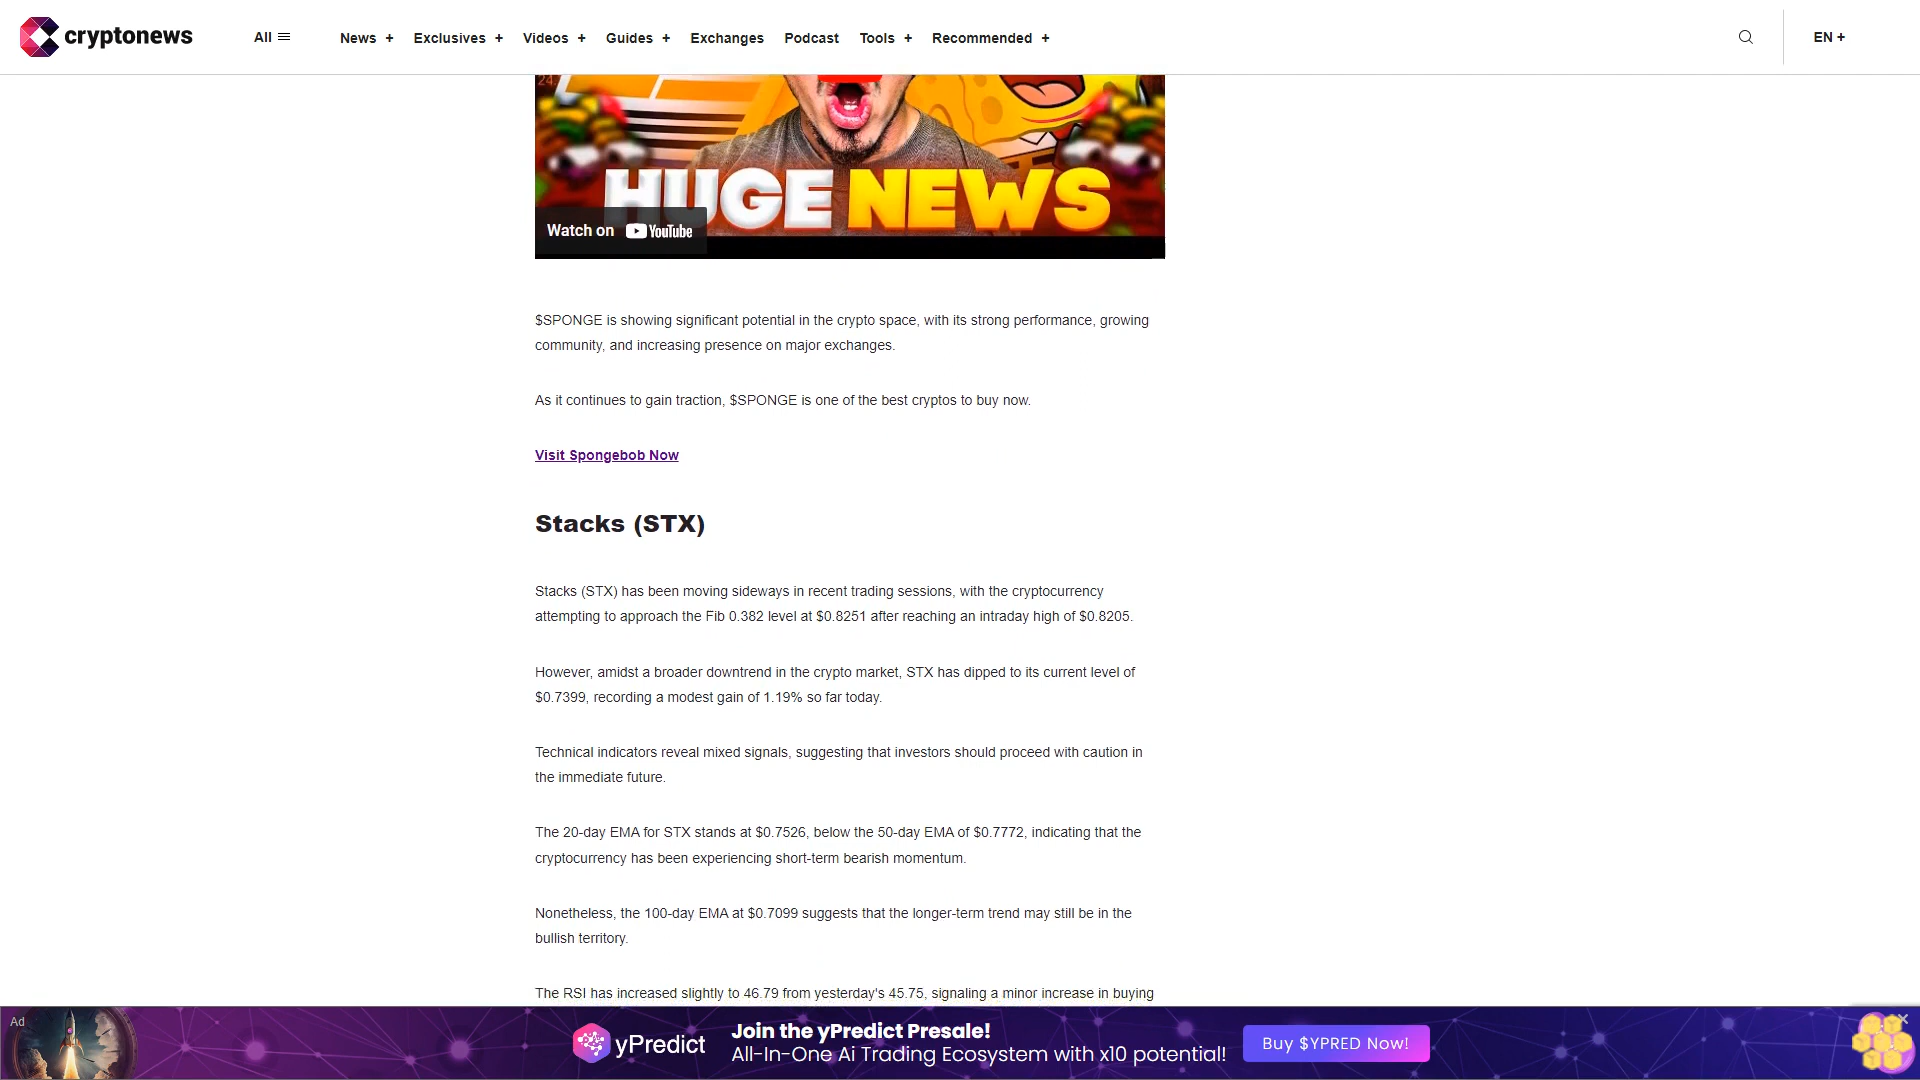 cryptonews
All
News +
Exclusives +
Videos +
Guides +
Exchanges
Podcast
Tools +
Recommended +
EN +
24.
HUGE NEWS
Watch on YouTube
$SPONGE is showing significant potential in the crypto space, with its strong performance, growing
community, and increasing presence on major exchanges.
As it continues to gain traction, $SPONGE is one of the best cryptos to buy now.
Visit Spongebob Now
Stacks (STX)
Stacks (STX) has been moving sideways in recent trading sessions, with the cryptocurrency
attempting to approach the Fib 0.382 level at $0.8251 after reaching an intraday high of $0.8205.
However, amidst a broader downtrend in the crypto market, STX has dipped to its current level of
$0.7399, recording a modest gain of 1.19% so far today.
Technical indicators reveal mixed signals, suggesting that investors should proceed with caution in
the immediate future.
The 20-day EMA for STX stands at $0.7526, below the 50-day EMA of $0.7772, indicating that the
cryptocurrency has been experiencing short-term bearish momentum.
Nonetheless, the 100-day EMA at $0.7099 suggests that the longer-term trend may still be in the
bullish territory.
The RSI has increased slightly to 46.79 from yesterday's 45.75, signaling a minor increase in buying
Ad
yPredict
Join the yPredict Presale!
All-In-One Ai Trading Ecosystem with x10 potential!
Buy $YPRED Now!